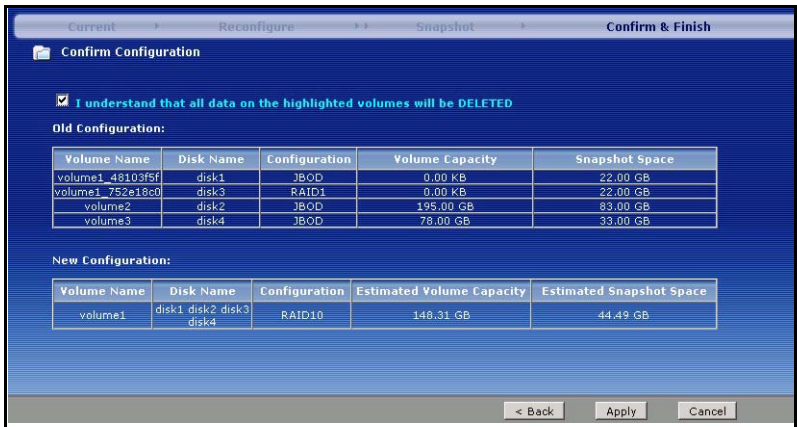 Current Reconfigure Snapshot Confirm & Finish
Confirm Configuration
I understand that all data on the highlighted volumes will be DELETED
Old Configuration:
Volume Name Disk Name Configuration Volume Capacity Snapshot Space
volume1_48103f5f disk1 JBOD 0.00 KB 22.00 GB
volume1_752e18c0 disk3 RAID1 0.00 KB 22.00 GB
volume2 disk2 JBOD 195.00 GB 83.00 GB
volume3 disk4 JBOD 78.00 GB 33.00 GB
New Configuration:
Volume Name Disk Name Configuration Estimated Volume Capacity Estimated Snapshot Space
volume1 disk1 disk2 disk3 RAID10 148.31 GB 44.49 GB
disk4
< Back Apply Cancel